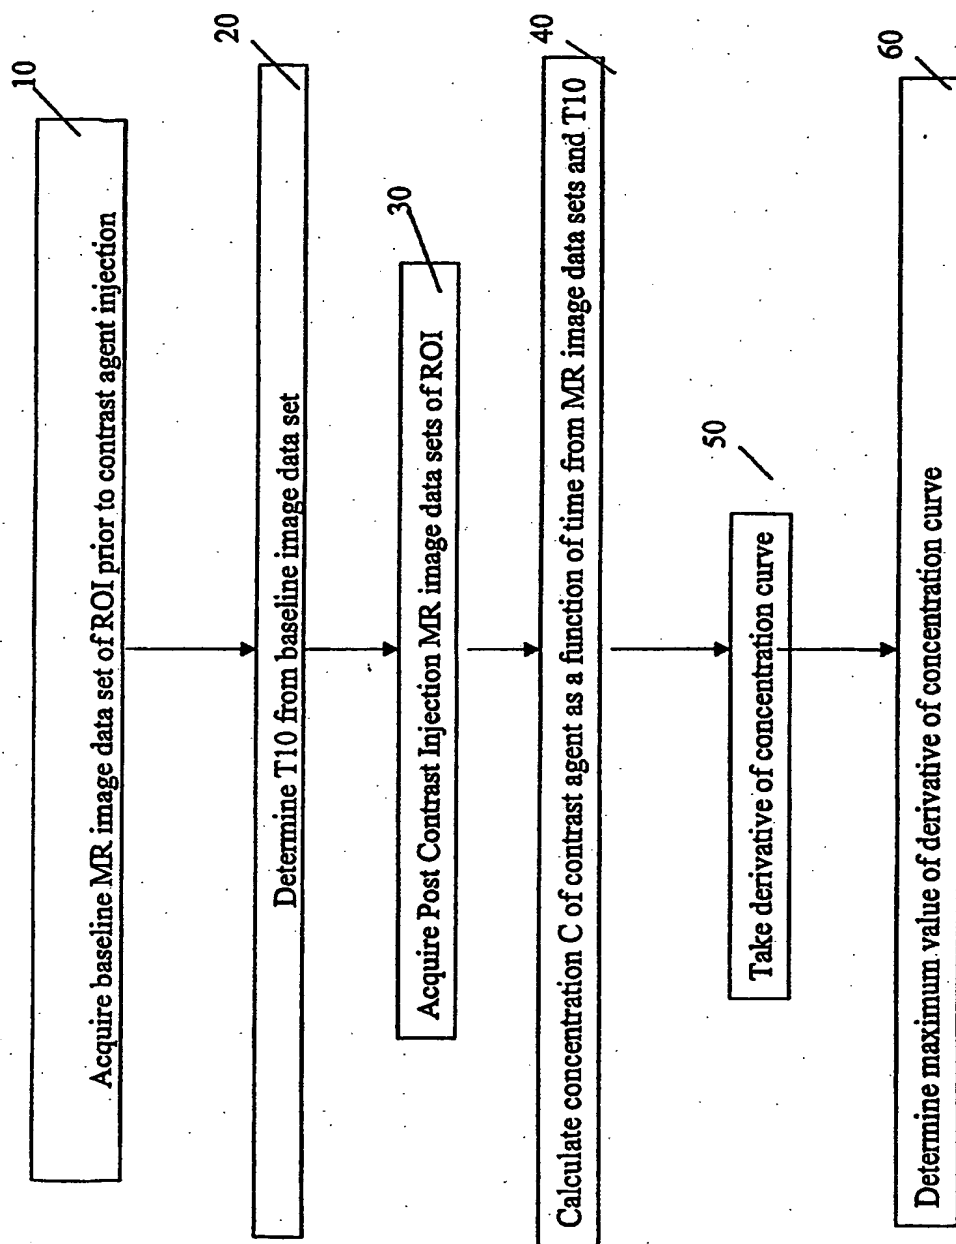 10
Acquire baseline MR image data set of ROI prior to contrast agent injection
20
Determine T10 from baseline image data set
30
Acquire Post Contrast Injection MR image data sets of ROI
40
Calculate concentration C of contrast agent as a function of time from MR image data sets and T10
50
Take derivative of concentration curve
60
Determine maximum value of derivative of concentration curve